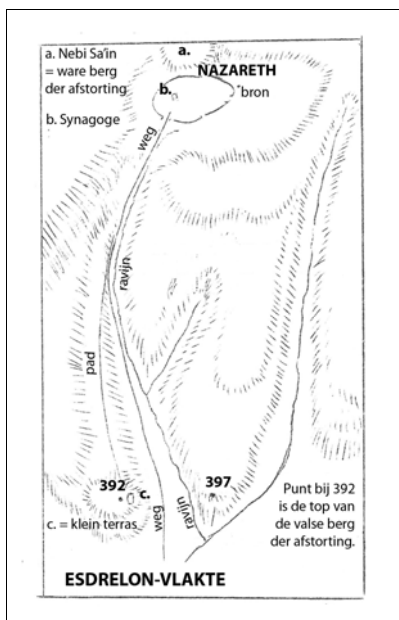 a. Nebi Sa'in
= ware berg
der afstorting
b. Synagoge
a.
NAZARETH
b.
bron
weg
ravijn
pad
392
c.
397
c. = klein terras
weg
ravijn
Punt bij 392
is de top van
de valse berg
der afstorting.
ESDRELON-VLAKTE